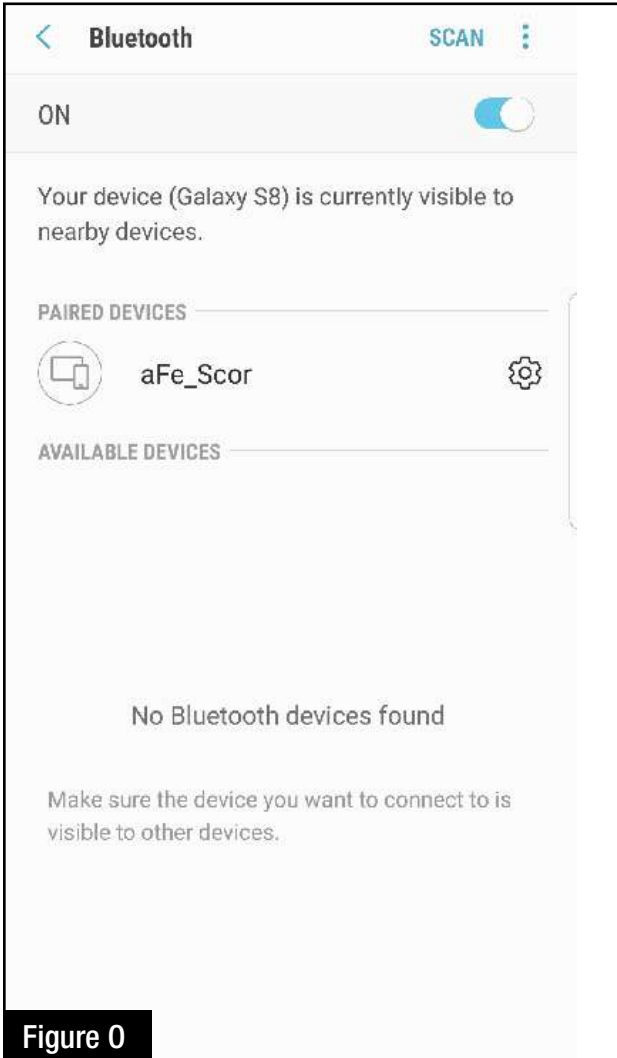 Bluetooth SCAN
ON
Your device (Galaxy S8) is currently visible to
nearby devices.
PAIRED DEVICES
aFe_Scor
AVAILABLE DEVICES
No Bluetooth devices found
Make sure the device you want to connect to is
visible to other devices.
Figure O